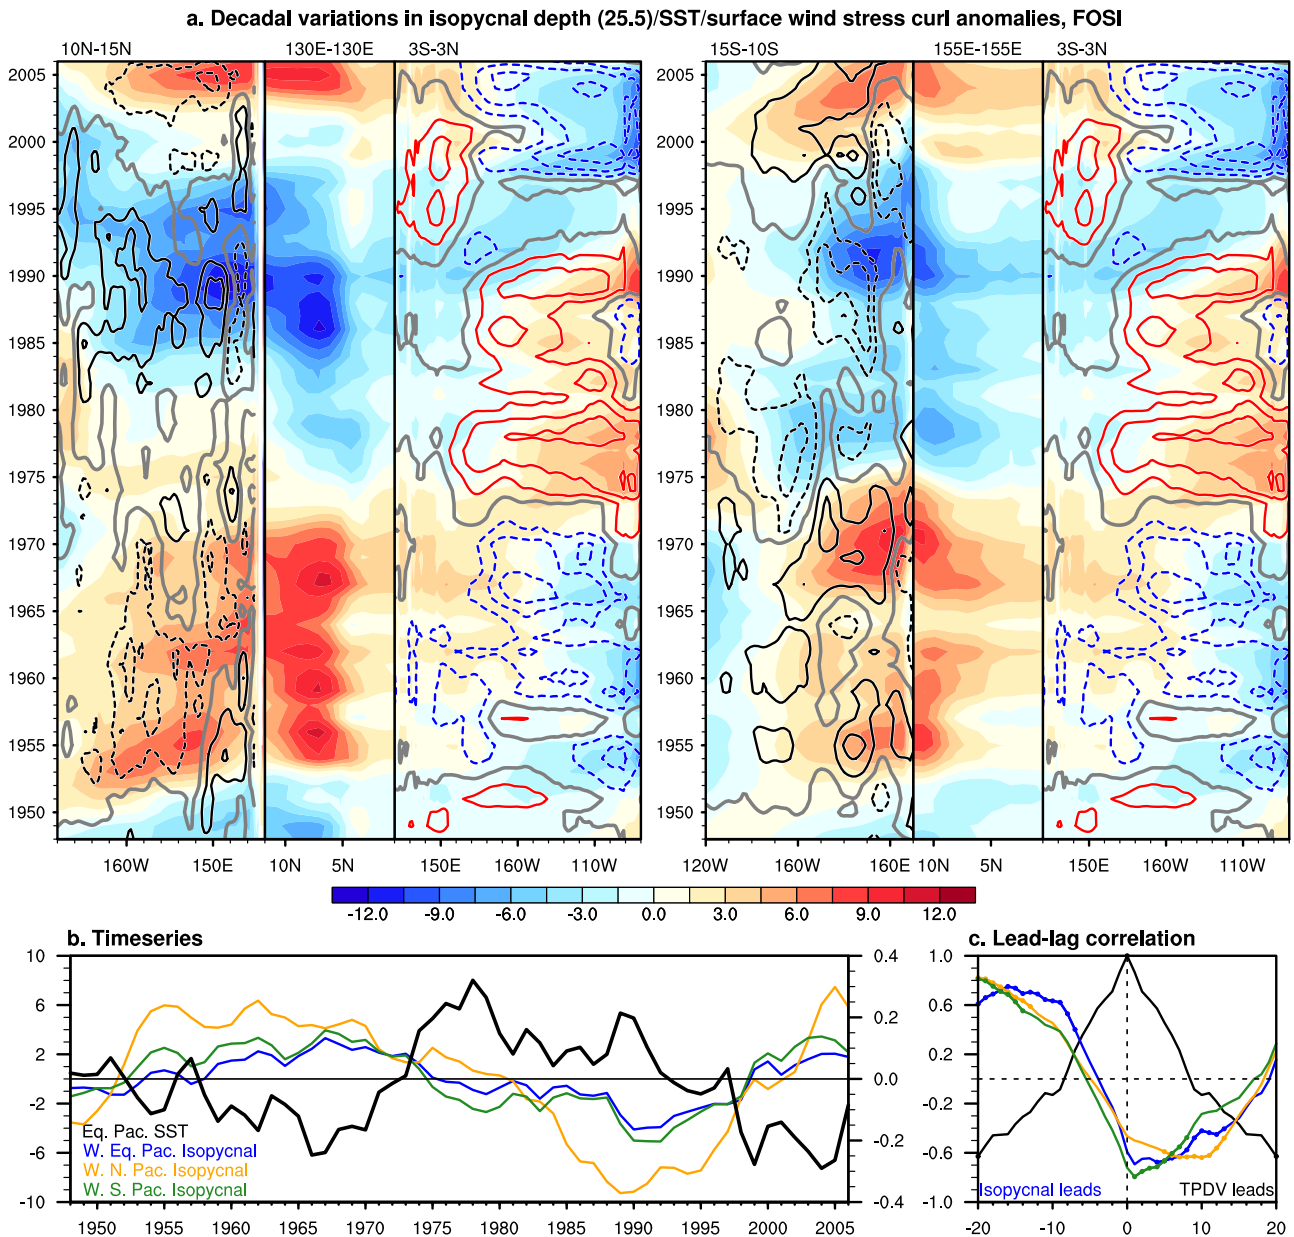 a. Decadal variations in isopycnal depth (25.5)/SST/surface wind stress curl anomalies, FOSI
10N-15N 130E-130E 3S-3N 15S-10S 155E-155E 3S-3N
2005 2005
2000 2000
1995 1995
1990 1990
1985 1985
1980 1980
1975 1975
1970 1970
1965 1965
1960 1960
1955 1955
1950 1950
160W 150E 10N 5N 150E 160W 110W 120W 160W 160E 10N 5N 150E 160W 110W
-12.0 -9.0 -6.0 -3.0 0.0 3.0 6.0 9.0 12.0
b. Timeseries
10 0.4
6 0.2
2 0.0
-2
-6 -0.2
-10 -0.4
Eq. Pac. SST
W. Eq. Pac. Isopycnal
W. N. Pac. Isopycnal
W. S. Pac. Isopycnal
1950 1955 1960 1965 1970 1975 1980 1985 1990 1995 2000 2005
c. Lead-lag correlation
1.0
0.6
0.2
-0.2
-0.6
-1.0
Isopycnal leads TPDV leads
-20 -10 0 10 20